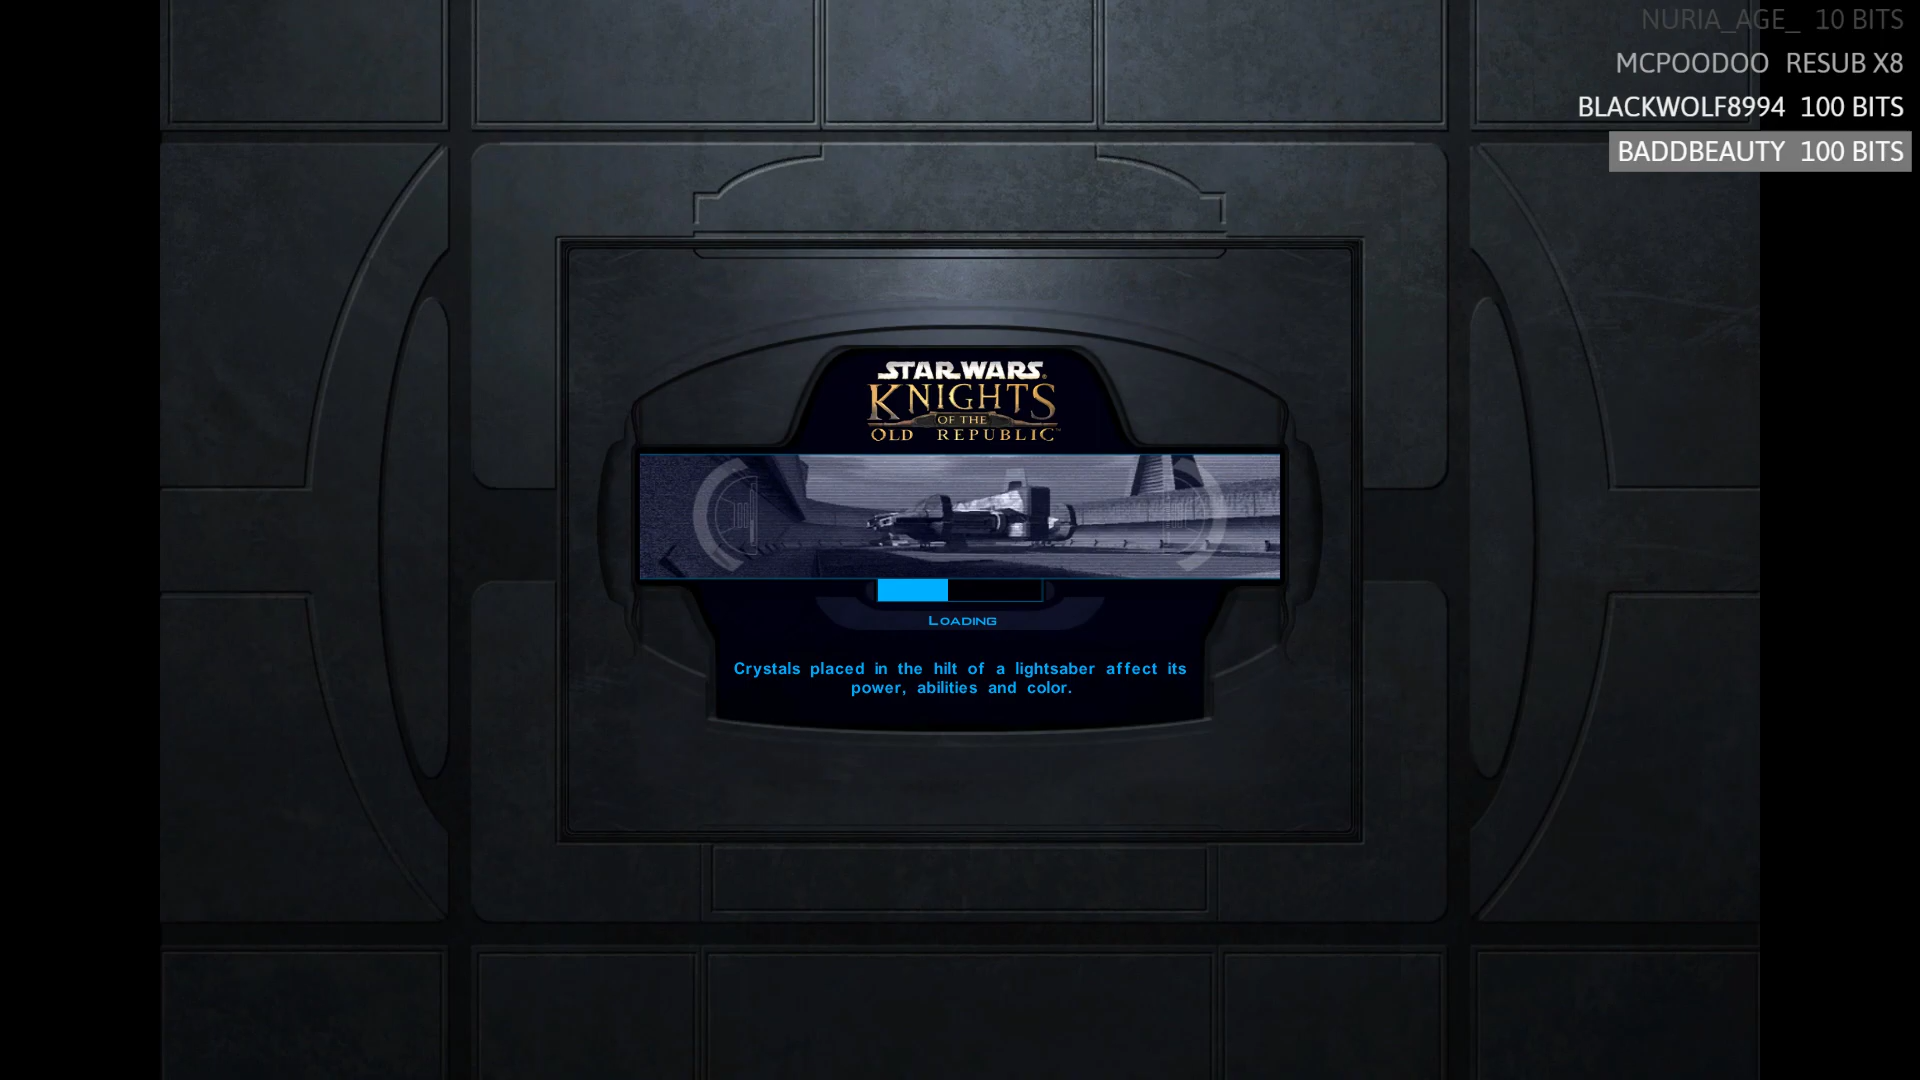 NURIA_AGE_ 10 BITS
MCPOODOO RESUB X8
BLACKWOLF8994 100 BITS
BADDBEAUTY 100 BITS
STAR WARS
KNIGHTS
OF THE
OLD REPUBLIC™
LOADING
Crystals placed in the hilt of a lightsaber affect its
power, abilities and color.